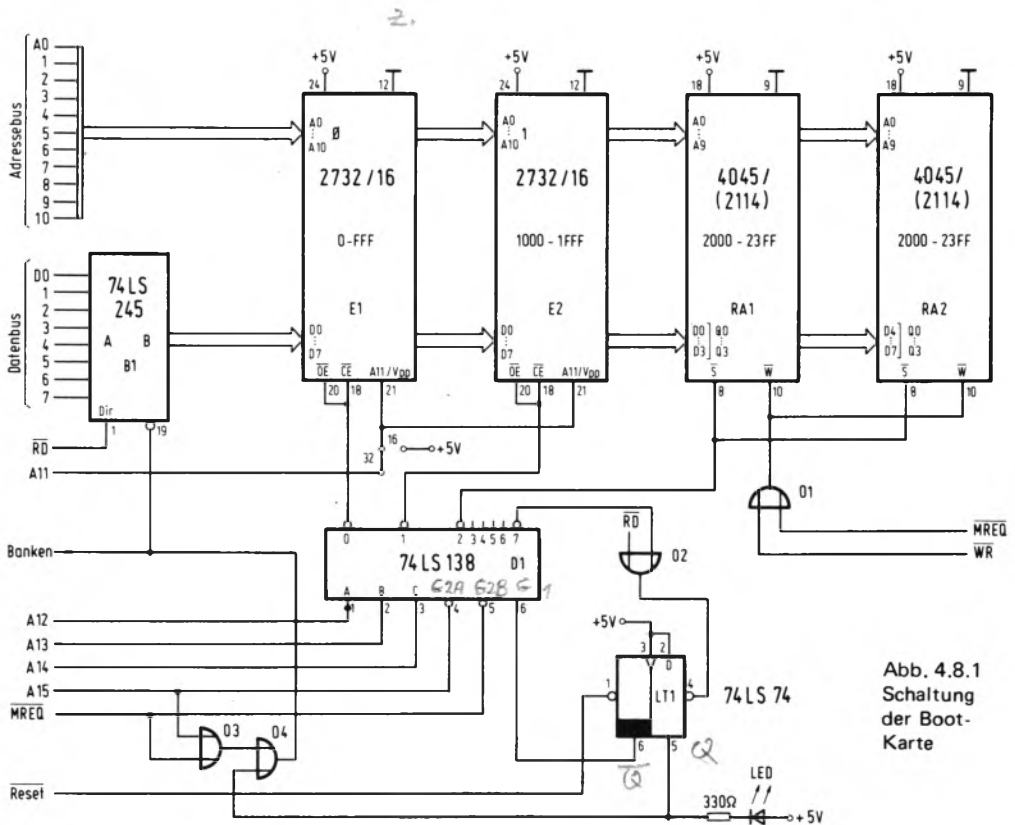 2.
Adressebus
A0
1
2
3
4
5
6
7
8
9
10
+5V
24
12
A0
A10
0
2732/16
0-FFF
E1
D0
D7
OE
CE
A11/VDD
20
18
21
+5V
24
12
A0
A10
1
2732/16
1000 - 1FFF
E2
D0
D7
OE
CE
A11/VDD
20
18
21
+5V
18
9
A0
A9
4045/
(2114)
2000 - 23FF
RA1
D0
D3
Q0
Q3
S
W
8
10
+5V
18
9
A0
A9
4045/
(2114)
2000 - 23FF
RA2
D4
D7
Q0
Q3
S
W
8
10
Datenbus
D0
1
2
3
4
5
6
7
74LS
245
A B
B1
Dir
1
19
RD
A11
16
32
+5V
Banken
0 1 2 3 4 5 6 7
74LS 138 D1
A B C G2A G2B G1
1 2 3 4 5 6
RD
02
01
MREQ
WR
A12
A13
A14
A15
MREQ
03
04
Reset
+5V
3
2
D
1
LT1
4
74LS 74
6
5
Q
Q
330Ω
LED
+5V
Abb. 4.8.1
Schaltung
der Boot-
Karte